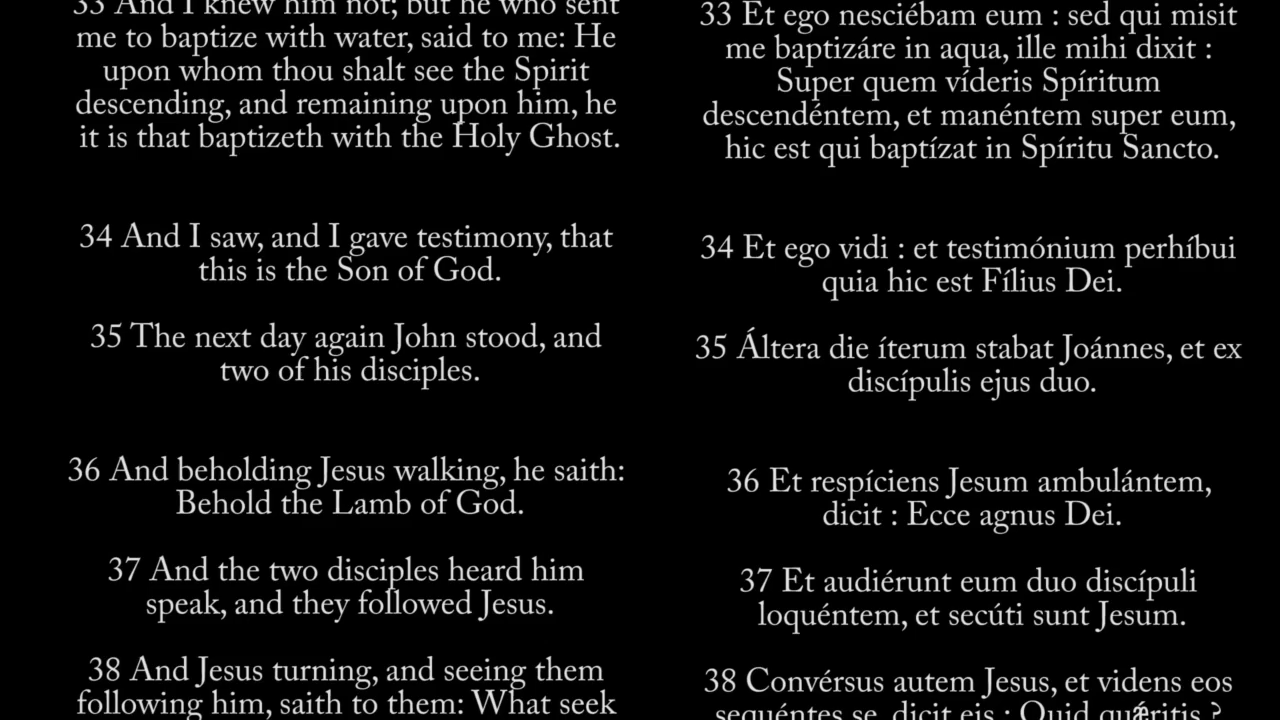 33 And I knew him not; but he who sent
me to baptize with water, said to me: He
upon whom thou shalt see the Spirit
descending, and remaining upon him, he
it is that baptizeth with the Holy Ghost.
34 And I saw, and I gave testimony, that
this is the Son of God.
35 The next day again John stood, and
two of his disciples.
36 And beholding Jesus walking, he saith:
Behold the Lamb of God.
37 And the two disciples heard him
speak, and they followed Jesus.
38 And Jesus turning, and seeing them
following him, saith to them: What seek
33 Et ego nesciébam eum : sed qui misit
me baptizáre in aqua, ille mihi dixit :
Super quem víderis Spíritum
descendéntem, et manéntem super eum,
hic est qui baptízat in Spíritu Sancto.
34 Et ego vidi : et testimónium perhíbui
quia hic est Fílius Dei.
35 Áltera die íterum stabat Joánnes, et ex
discípulis ejus duo.
36 Et respíciens Jesum ambulántem,
dicit : Ecce agnus Dei.
37 Et audiérunt eum duo discípuli
loquéntem, et secúti sunt Jesum.
38 Convérsus autem Jesus, et videns eos
sequéntes se, dicit eis : Quid quǽritis ?